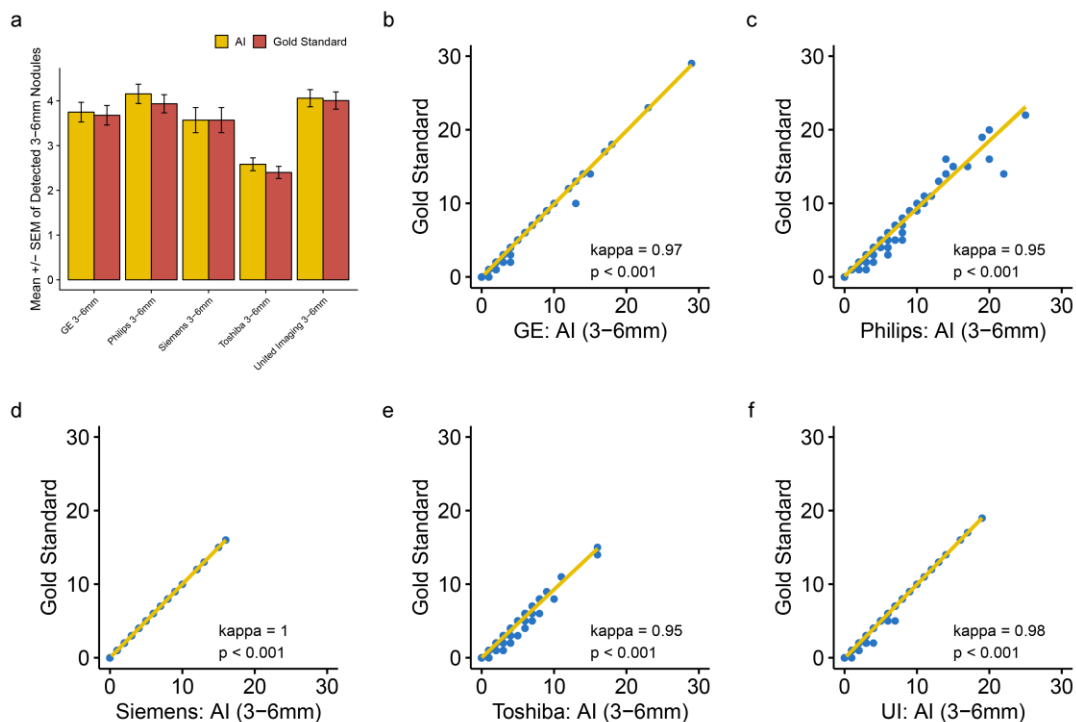 a
AI
Gold Standard
Mean +/− SEM of Detected 3−6mm Nodules
4
3
2
1
0
GE 3−6mm
Philips 3−6mm
Siemens 3−6mm
Toshiba 3−6mm
United Imaging 3−6mm
b
Gold Standard
30
20
10
0
kappa = 0.97
p < 0.001
0 10 20 30
GE: AI (3−6mm)
c
Gold Standard
30
20
10
0
kappa = 0.95
p < 0.001
0 10 20 30
Philips: AI (3−6mm)
d
Gold Standard
30
20
10
0
kappa = 1
p < 0.001
0 10 20 30
Siemens: AI (3−6mm)
e
Gold Standard
30
20
10
0
kappa = 0.95
p < 0.001
0 10 20 30
Toshiba: AI (3−6mm)
f
Gold Standard
30
20
10
0
kappa = 0.98
p < 0.001
0 10 20 30
UI: AI (3−6mm)